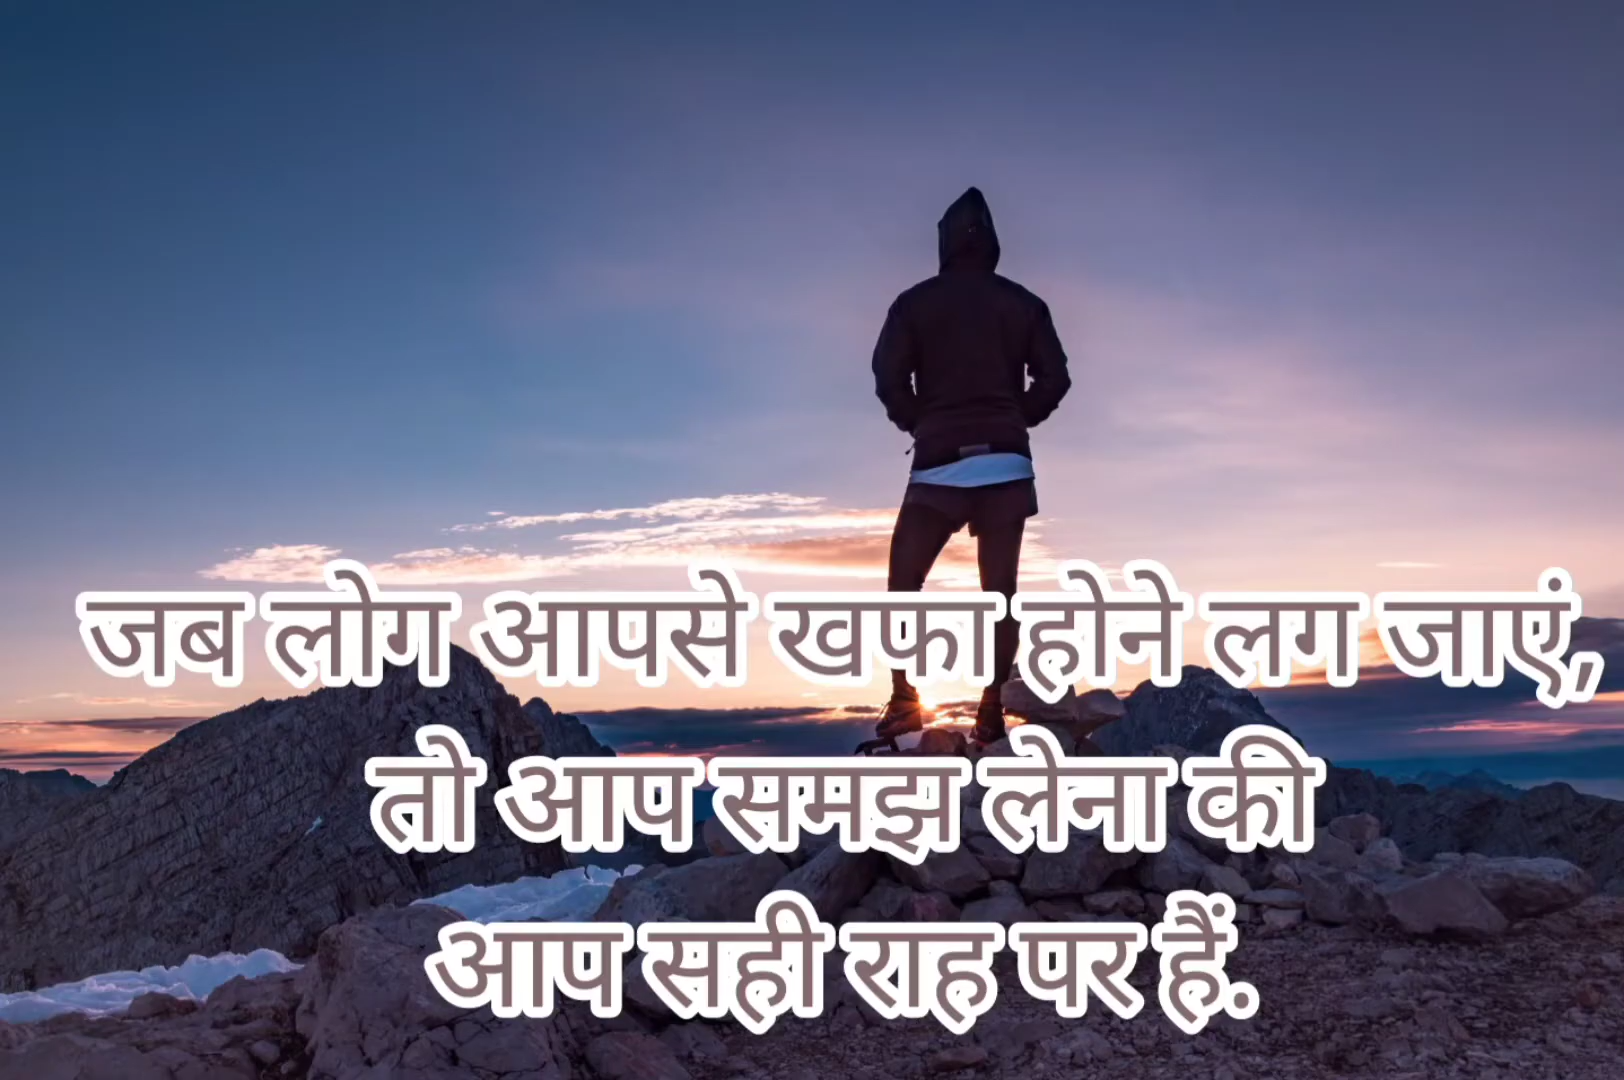 जब लोग आपसे खफा होने लग जाएं,
तो आप समझ लेना की
आप सही राह पर हैं.